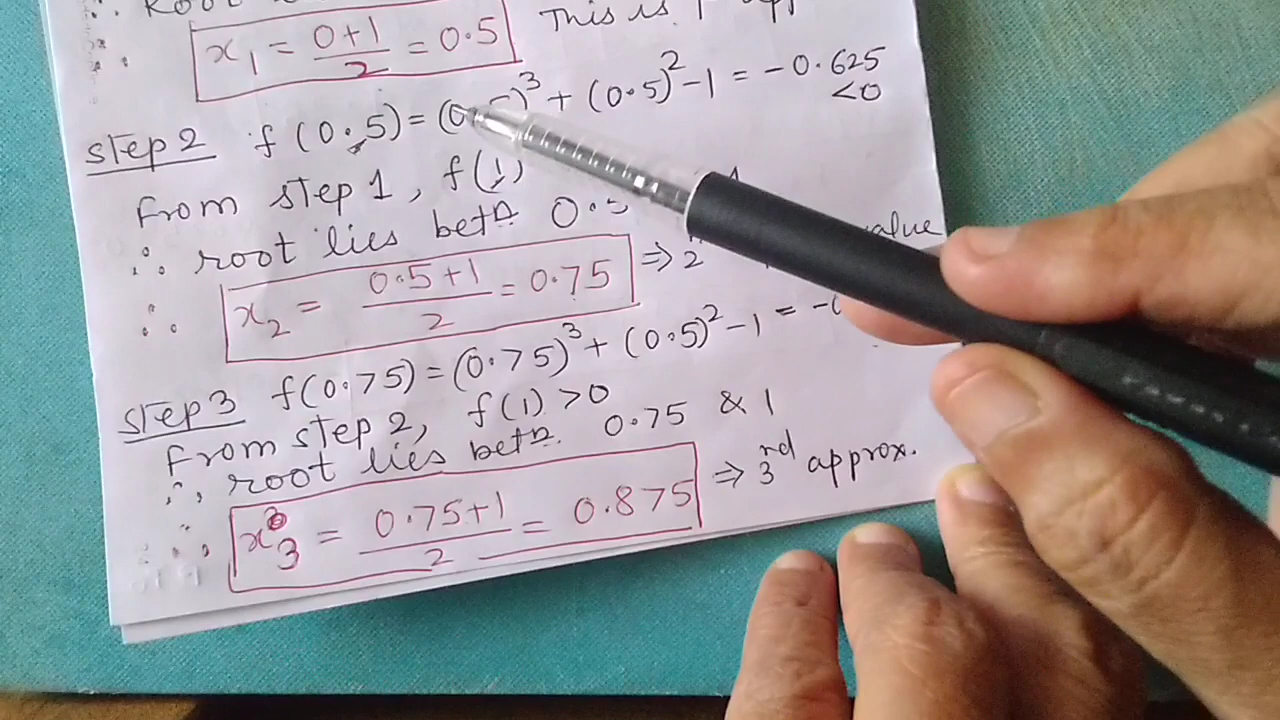 ∴ Root
∴ x₁ = 0+1/2 = 0.5 This is
Step 2 f(0.5) = (0.5)³ + (0.5)² − 1 = −0.625
<0
From step 1, f(1)
∴ root lies betn 0.5
∴ x₂ = 0.5+1/2 = 0.75 ⇒ 2 value
Step 3 f(0.75) = (0.75)³ + (0.5)² − 1 = −0
From step 2, f(1) >0
∴ root lies betn. 0.75 & 1
∴ x₃ = 0.75+1/2 = 0.875 ⇒ 3rd approx.